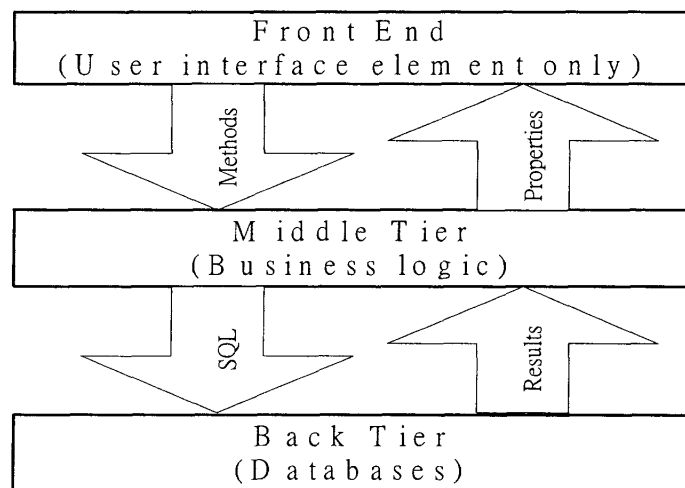 Front End
(User interface element only)
Methods
Properties
Middle Tier
(Business logic)
SQL
Results
Back Tier
(Databases)